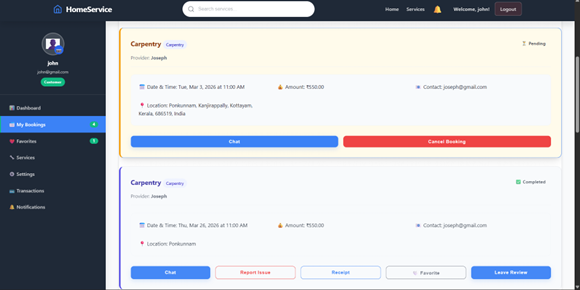 HomeService
Search services
Home
Services
Welcome, john!
Logout
john
john@gmail.com
Customer
Dashboard
My Bookings
Favorites
Services
Settings
Transactions
Notifications
Carpentry Carpentry
Pending
Provider: Joseph
Date & Time: Tue, Mar 3, 2026 at 11:00 AM
Amount: ₹550.00
Contact: joseph@gmail.com
Location: Ponkunnam, Kanjirappally, Kottayam,
Kerala, 686519, India
Chat
Cancel Booking
Carpentry Carpentry
Completed
Provider: Joseph
Date & Time: Thu, Mar 26, 2026 at 11:00 AM
Amount: ₹550.00
Contact: joseph@gmail.com
Location: Ponkunnam
Chat
Report Issue
Receipt
Favorite
Leave Review